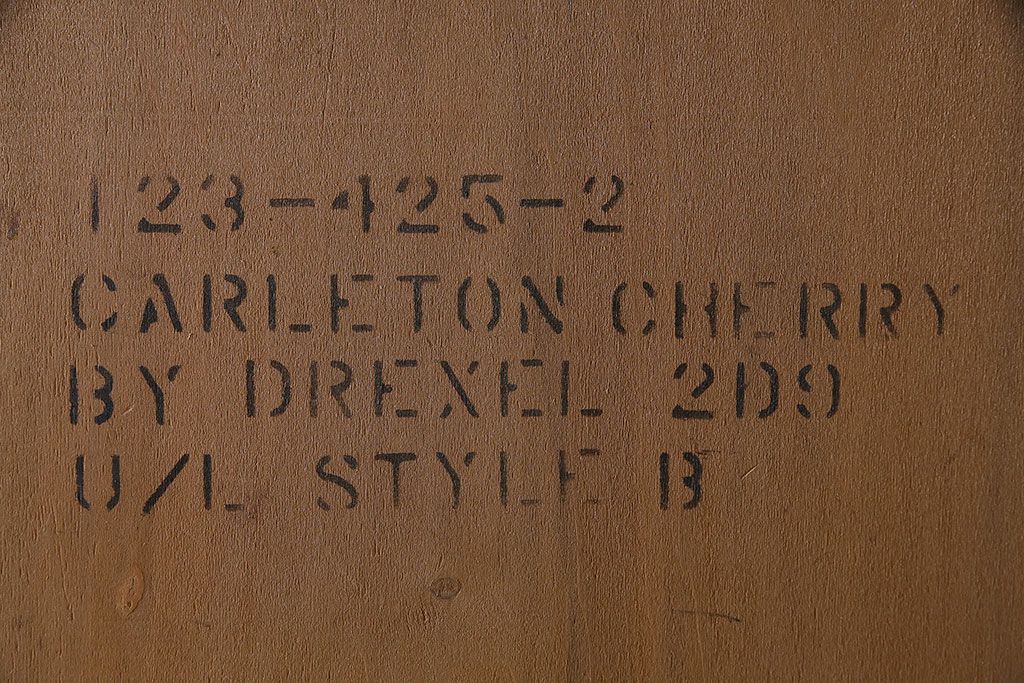 123-425-2
CARLETON CHERRY
BY DREXEL 2D9
U/L STYLE B